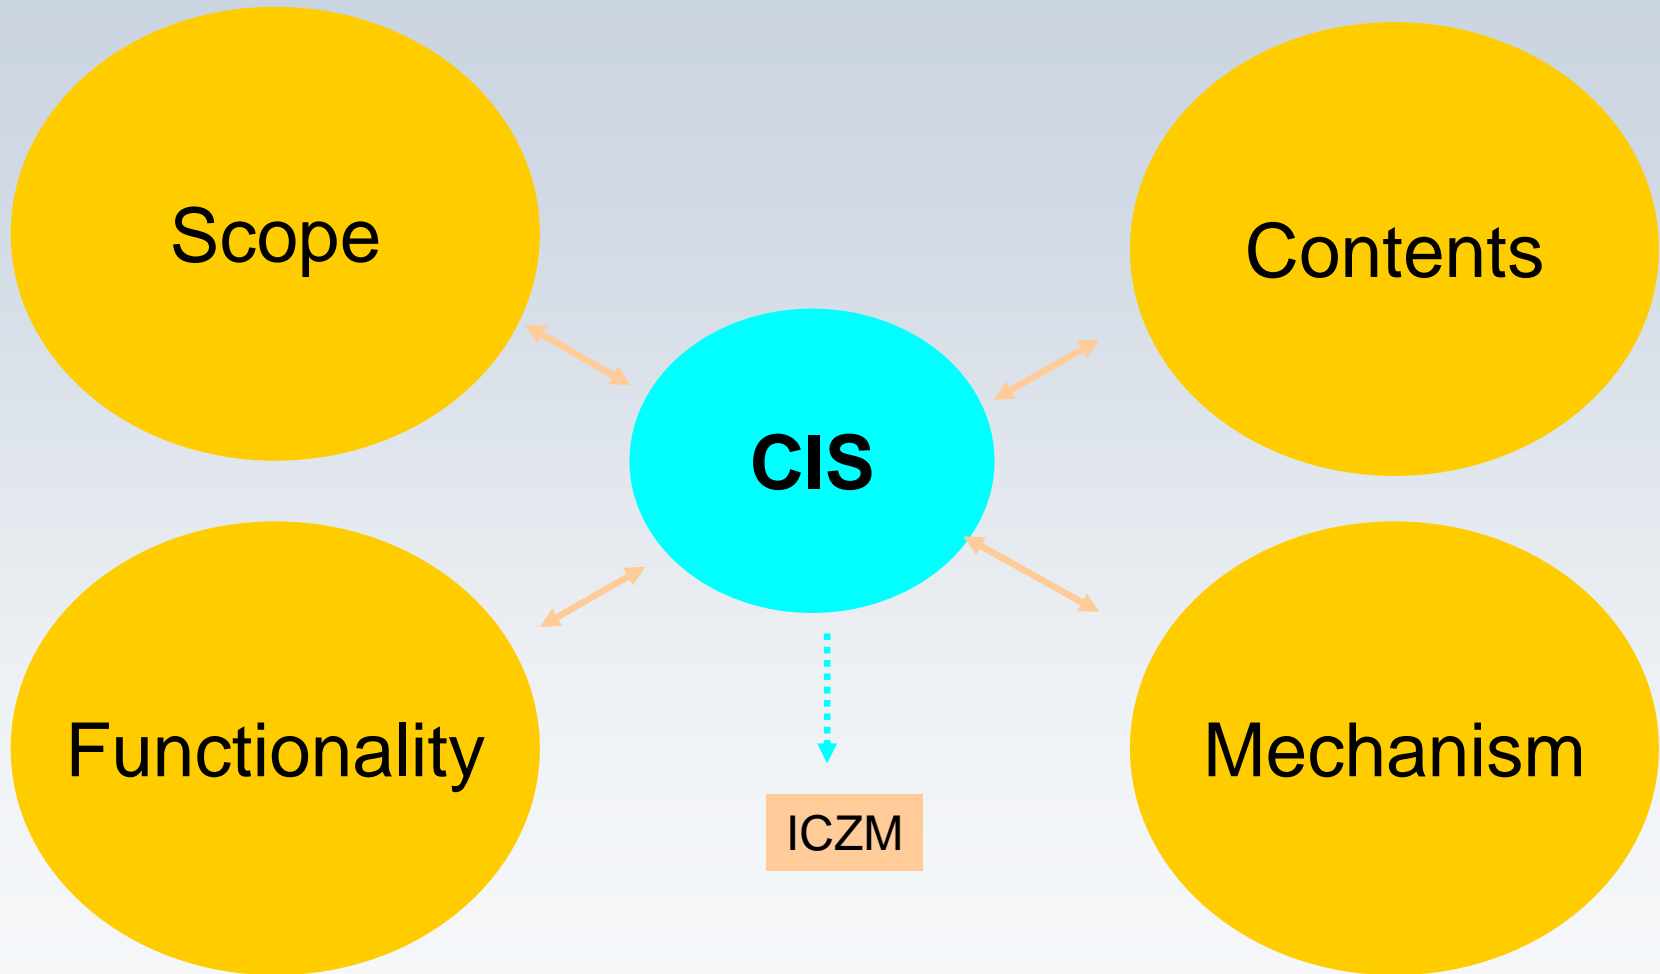 Scope
Contents
CIS
Functionality
Mechanism
ICZM